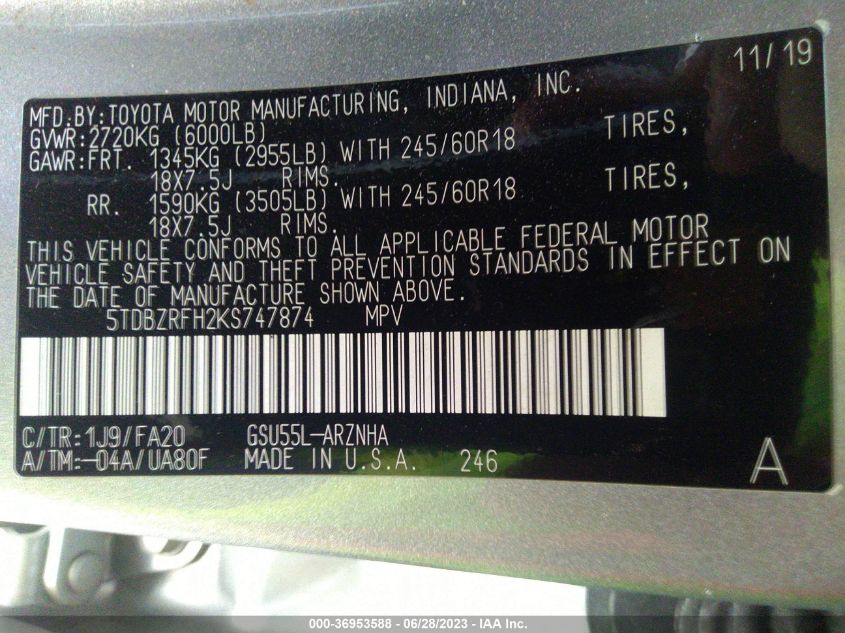 11/19
MFD.BY:TOYOTA MOTOR MANUFACTURING, INDIANA, INC.
GVWR:2720KG (6000LB)
GAWR:FRT. 1345KG (2955LB) WITH 245/60R18 TIRES,
18X7.5J RIMS.
RR. 1590KG (3505LB) WITH 245/60R18 TIRES,
18X7.5J RIMS.
THIS VEHICLE CONFORMS TO ALL APPLICABLE FEDERAL MOTOR
VEHICLE SAFETY AND THEFT PREVENTION STANDARDS IN EFFECT ON
THE DATE OF MANUFACTURE SHOWN ABOVE.
5TDBZRFH2KS747874 MPV
C/TR:1J9/FA20 GSU55L-ARZNHA
A/TM:-04A/UA80F MADE IN U.S.A. 246 A
000-36953588 - 06/28/2023 - IAA Inc.